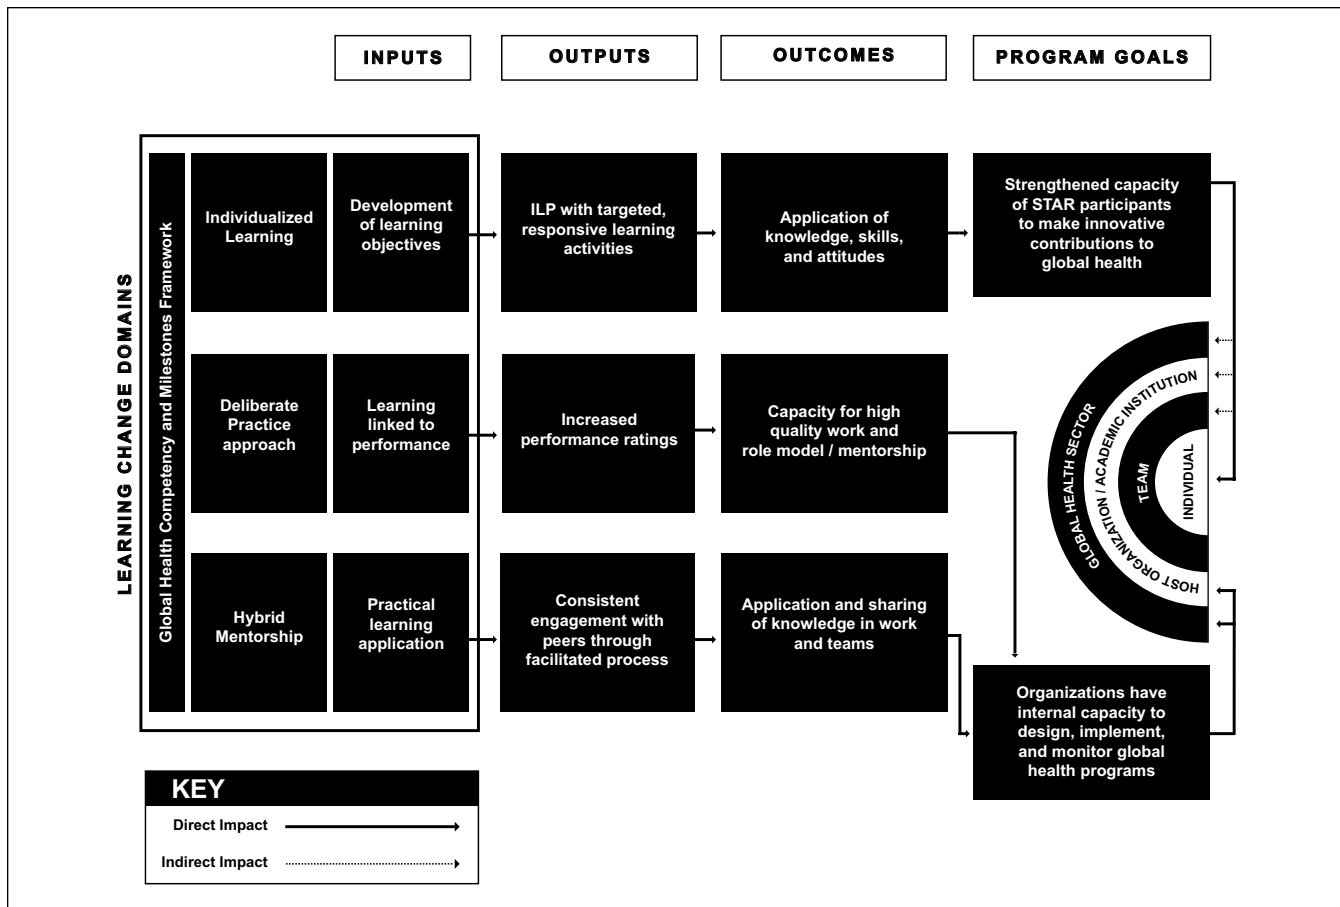 INPUTS
OUTPUTS
OUTCOMES
PROGRAM GOALS
LEARNING CHANGE DOMAINS
Global Health Competency and Milestones Framework
Individualized
Learning
Development
of learning
objectives
ILP with targeted,
responsive learning
activities
Application of
knowledge, skills,
and attitudes
Strengthened capacity
of STAR participants
to make innovative
contributions to
global health
Deliberate
Practice
approach
Learning
linked to
performance
Increased
performance ratings
Capacity for high
quality work and
role model / mentorship
GLOBAL HEALTH SECTOR
HOST ORGANIZATION / ACADEMIC INSTITUTION
TEAM
INDIVIDUAL
Hybrid
Mentorship
Practical
learning
application
Consistent
engagement with
peers through
facilitated process
Application and sharing
of knowledge in work
and teams
Organizations have
internal capacity to
design, implement,
and monitor global
health programs
KEY
Direct Impact
Indirect Impact